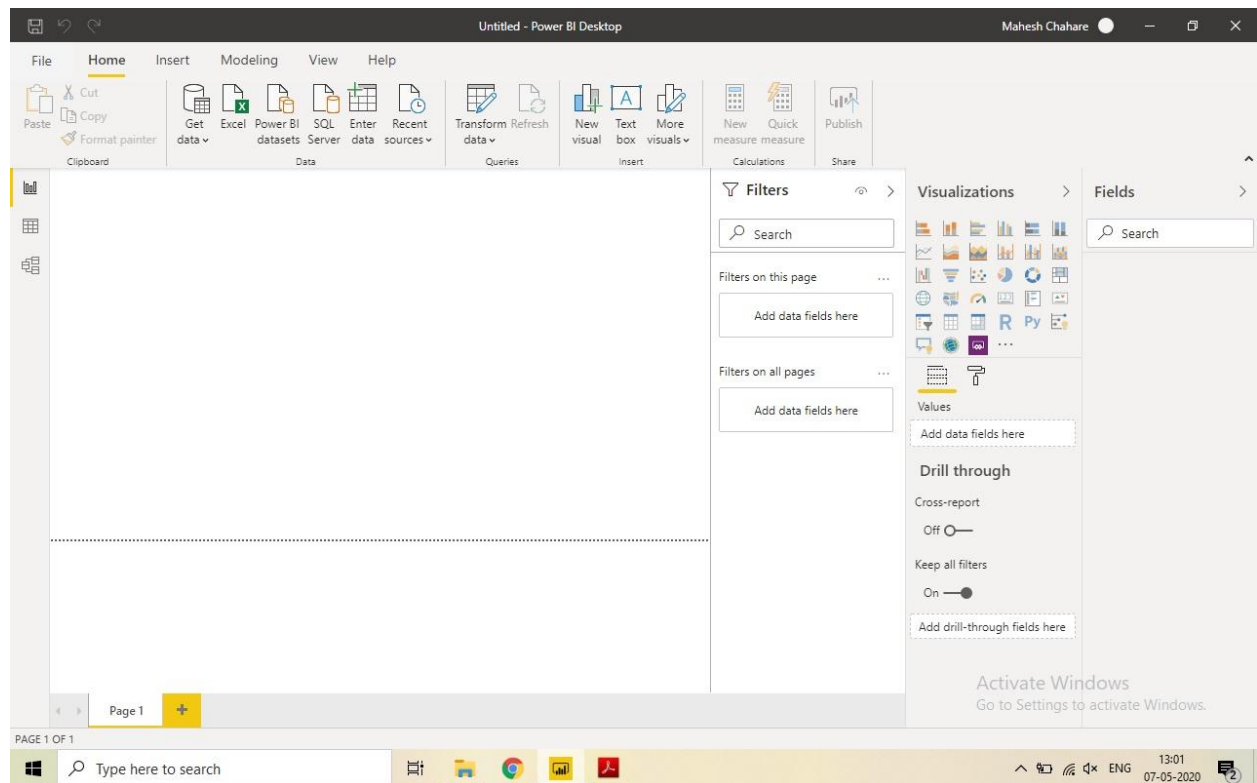 Untitled - Power BI Desktop
Mahesh Chahare
File Home Insert Modeling View Help
Paste
Cut
Copy
Format painter
Clipboard
Get data
Excel
Power BI datasets
SQL Server
Enter data
Recent sources
Data
Transform data
Refresh
Queries
New visual
Text box
More visuals
Insert
New measure
Quick measure
Calculations
Publish
Share
Filters
Search
Filters on this page
...
Add data fields here
Filters on all pages
...
Add data fields here
Visualizations
R Py
...
Values
Add data fields here
Drill through
Cross-report
Off
Keep all filters
On
Add drill-through fields here
Fields
Search
Activate Windows
Go to Settings to activate Windows.
Page 1 +
PAGE 1 OF 1
Type here to search
ENG
13:01
07-05-2020
2